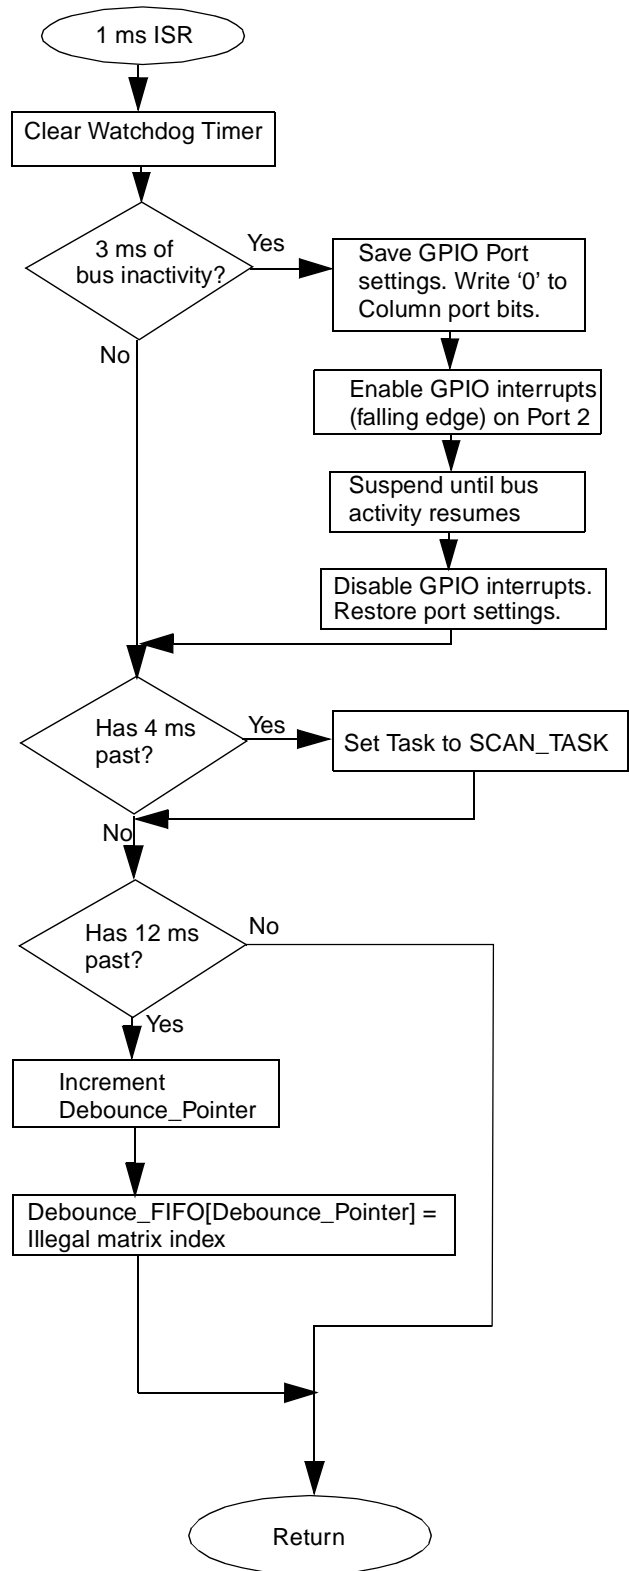 1 ms ISR
Clear Watchdog Timer
3 ms of
bus inactivity?
Yes
Save GPIO Port
settings. Write ‘0’ to
Column port bits.
No
Enable GPIO interrupts
(falling edge) on Port 2
Suspend until bus
activity resumes
Disable GPIO interrupts.
Restore port settings.
Has 4 ms
past?
Yes
Set Task to SCAN_TASK
No
Has 12 ms
past?
No
Yes
Increment
Debounce_Pointer
Debounce_FIFO[Debounce_Pointer] =
Illegal matrix index
Return